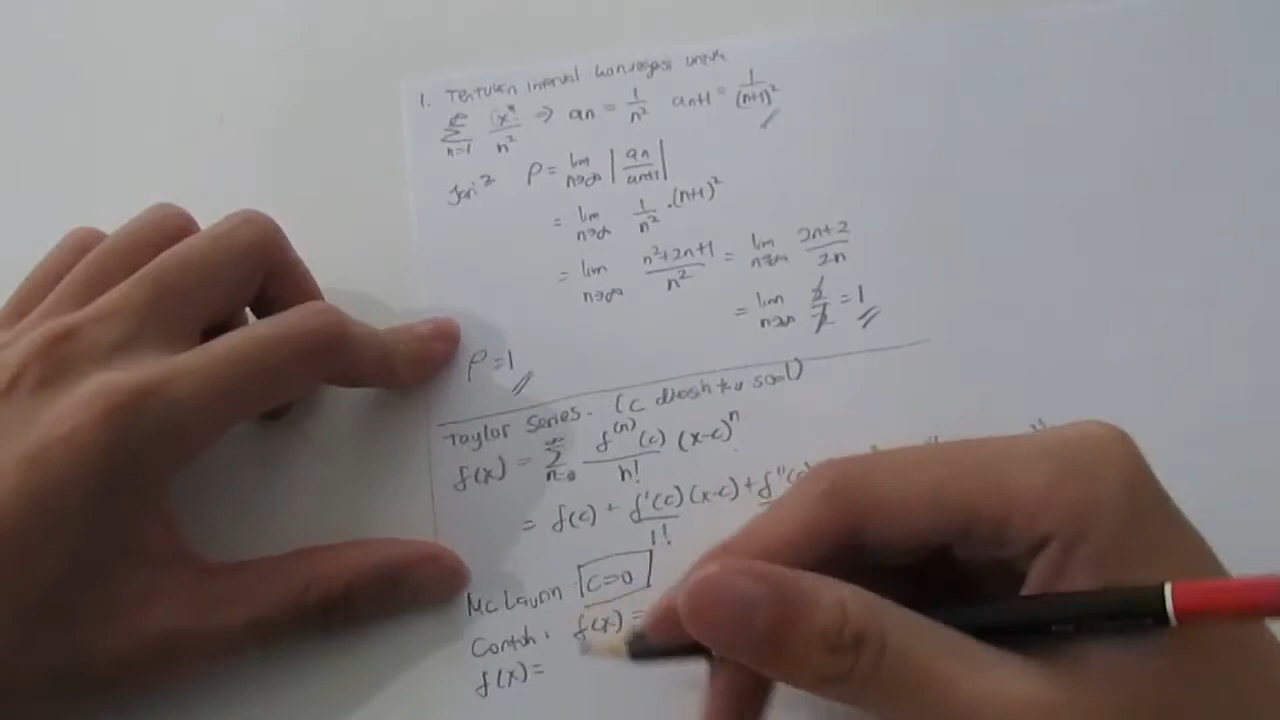 1. Tentukan interval konvergensi untuk
∞ Σ n=1 x^n/n² ⇒ an = 1/n² an+1 = 1/(n+1)²
Jari² ρ = lim n→∞ |an/an+1|
= lim n→∞ 1/n² · (n+1)²
= lim n→∞ n²+2n+1/n² = lim n→∞ 2n+2/2n
= lim n→∞ 2/2 = 1
ρ = 1
Taylor Series. (c dikash tau soal)
f(x) = ∞ Σ n=0 f^(n)(c)/n! (x-c)^n
= f(c) + f'(c)(x-c)/1! + f''(c)
McLaurin c=0
Contoh: f(x) =
f(x) =